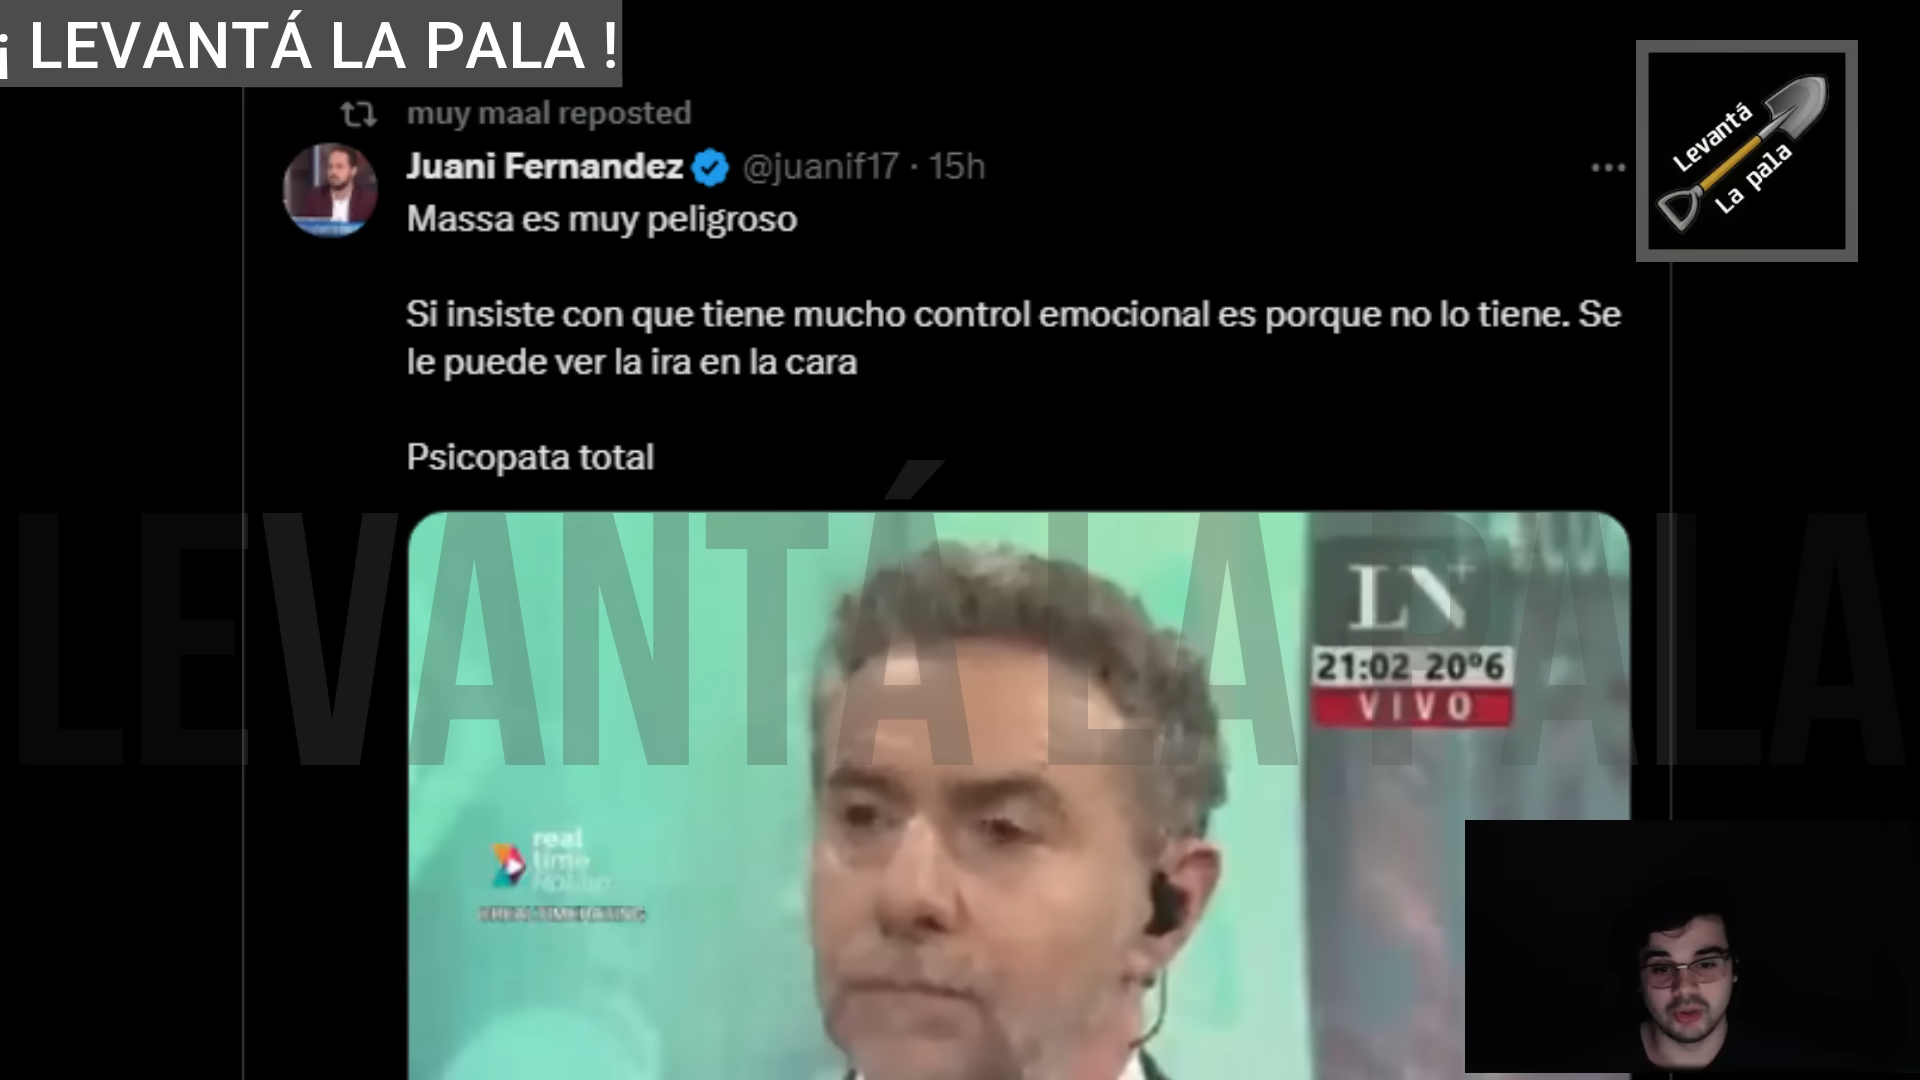 ¡ LEVANTÁ LA PALA !
muy maal reposted
Juani Fernandez @juanif17 · 15h
Massa es muy peligroso
Si insiste con que tiene mucho control emocional es porque no lo tiene. Se
le puede ver la ira en la cara
Psicopata total
Levantá
La pala
LEVANTÁ LA PALA
LN+
21:02 20º6
VIVO
real
time